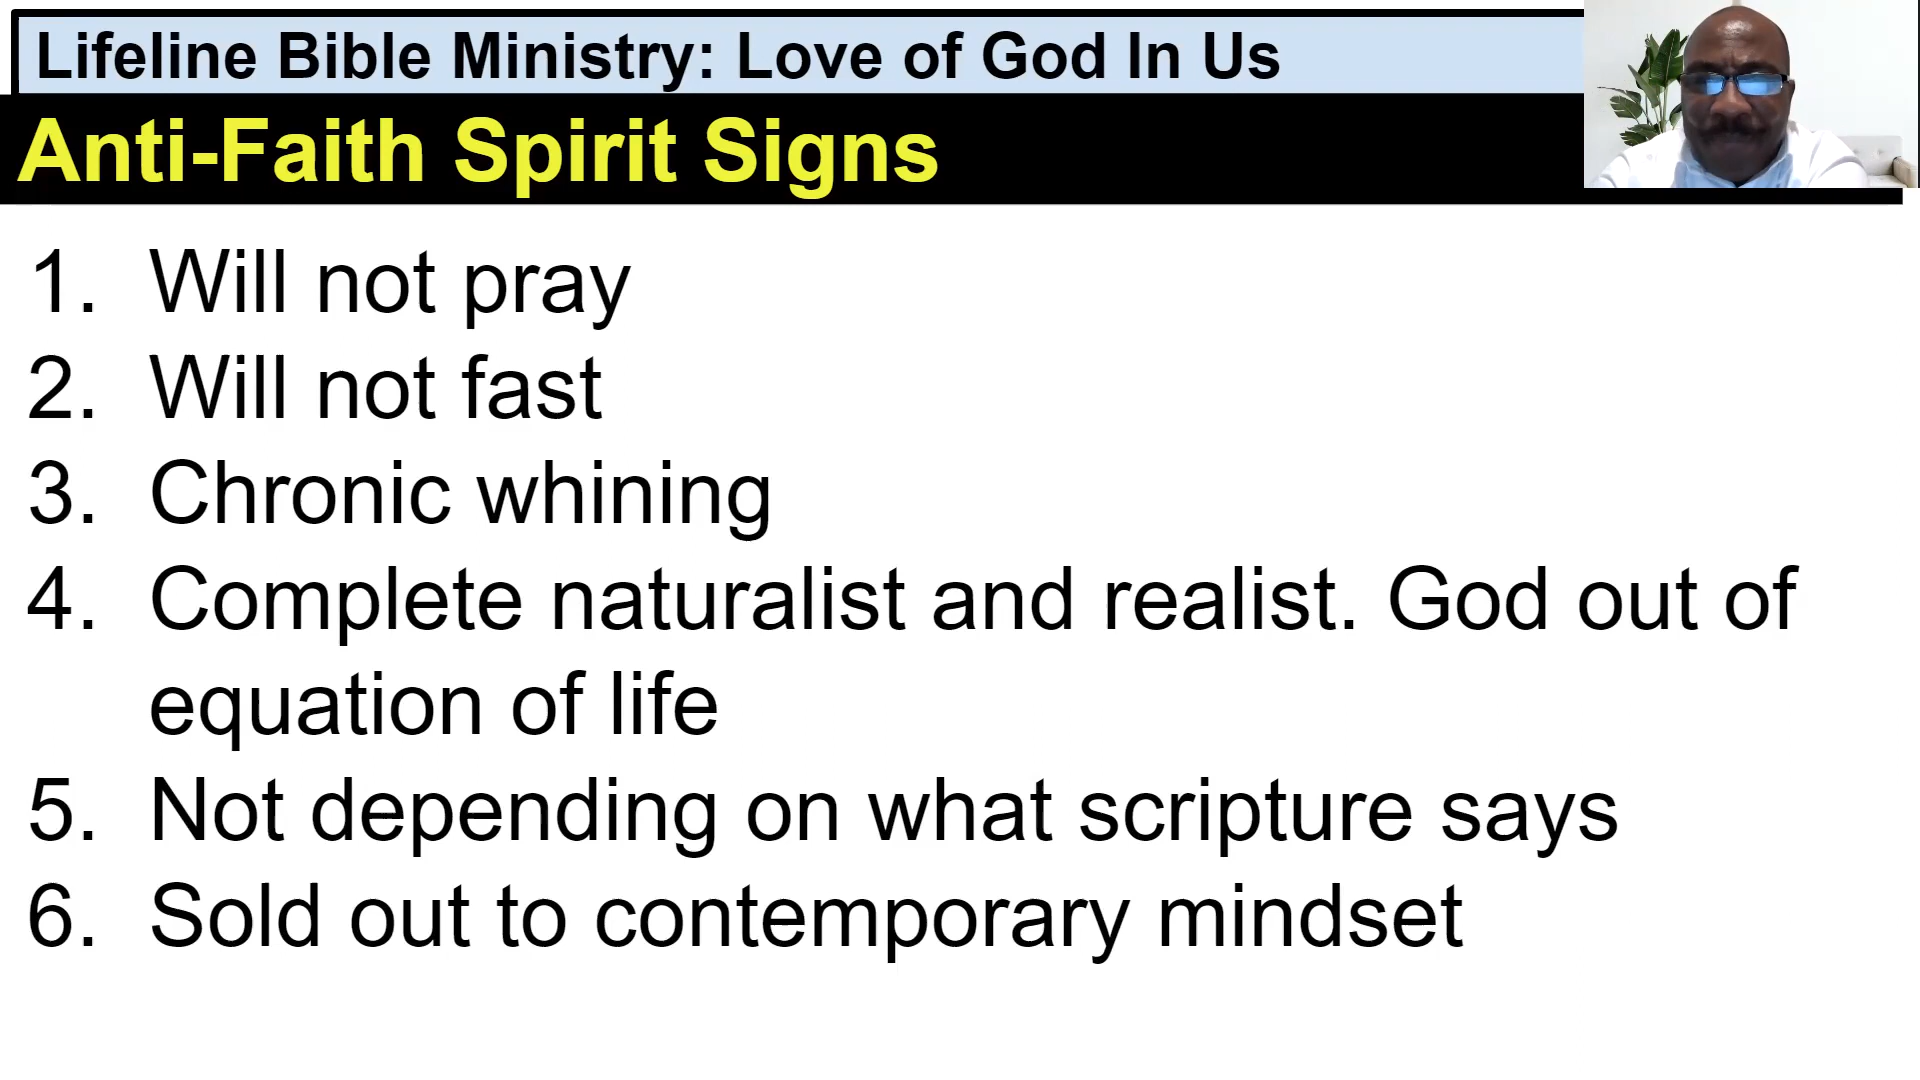 Lifeline Bible Ministry: Love of God In Us
Anti-Faith Spirit Signs
1. Will not pray
2. Will not fast
3. Chronic whining
4. Complete naturalist and realist. God out of
equation of life
5. Not depending on what scripture says
6. Sold out to contemporary mindset